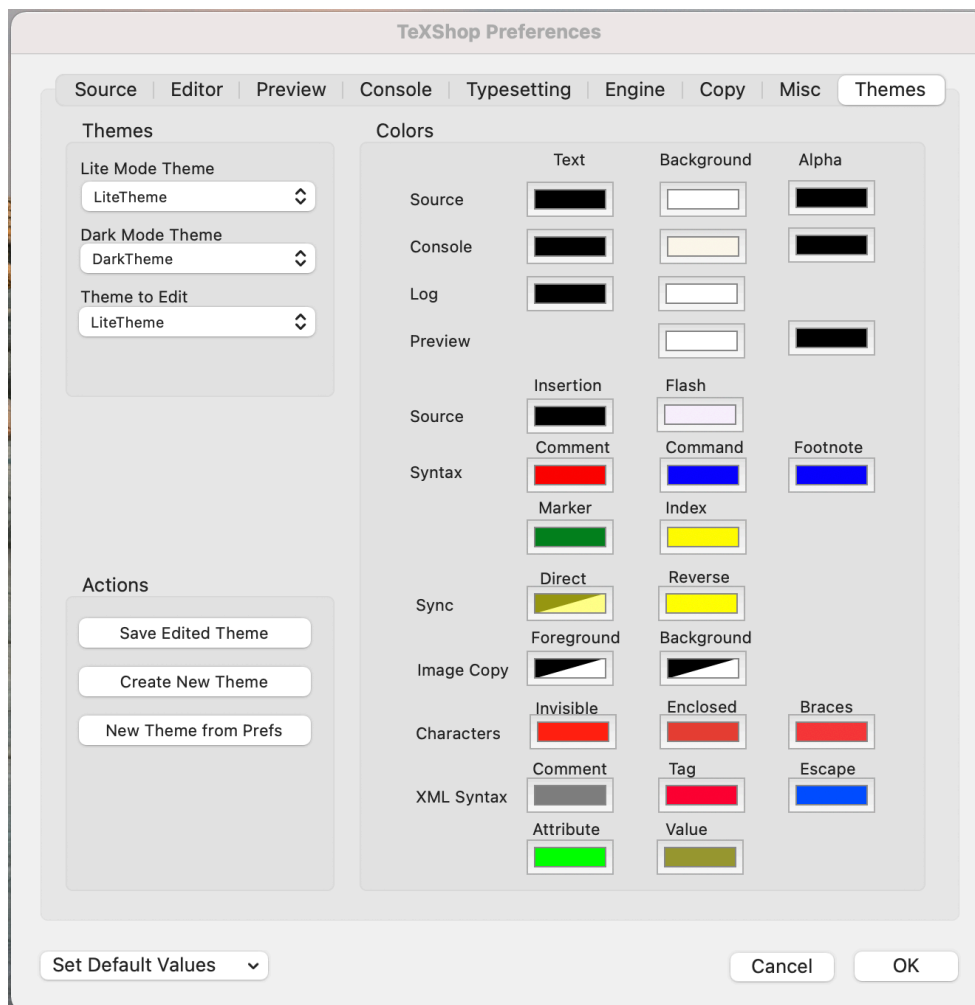 TeXShop Preferences
Source Editor Preview Console Typesetting Engine Copy Misc Themes
Themes
Lite Mode Theme
LiteTheme
Dark Mode Theme
DarkTheme
Theme to Edit
LiteTheme
Actions
Save Edited Theme
Create New Theme
New Theme from Prefs
Colors
Text Background Alpha
Source
Console
Log
Preview
Insertion Flash
Source
Comment Command Footnote
Syntax
Marker Index
Direct Reverse
Sync
Foreground Background
Image Copy
Invisible Enclosed Braces
Characters
Comment Tag Escape
XML Syntax
Attribute Value
Set Default Values
Cancel OK